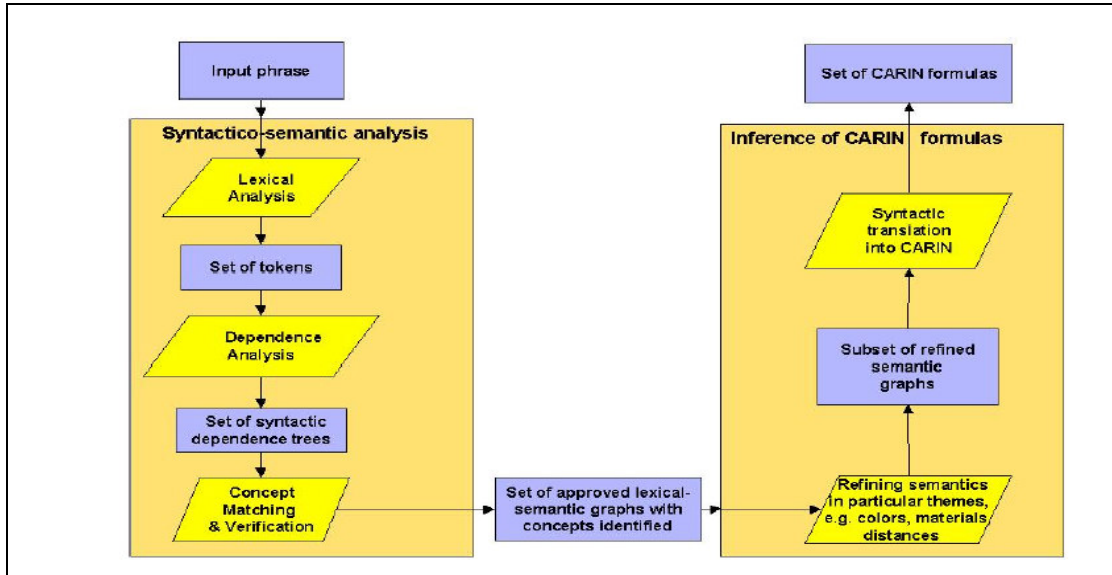 Input phrase
Syntactico-semantic analysis
Lexical
Analysis
Set of tokens
Dependence
Analysis
Set of syntactic
dependence trees
Concept
Matching
& Verification
Set of approved lexical-
semantic graphs with
concepts identified
Set of CARIN formulas
Inference of CARIN formulas
Syntactic
translation
into CARIN
Subset of refined
semantic
graphs
Refining semantics
in particular themes,
e.g. colors, materials
distances